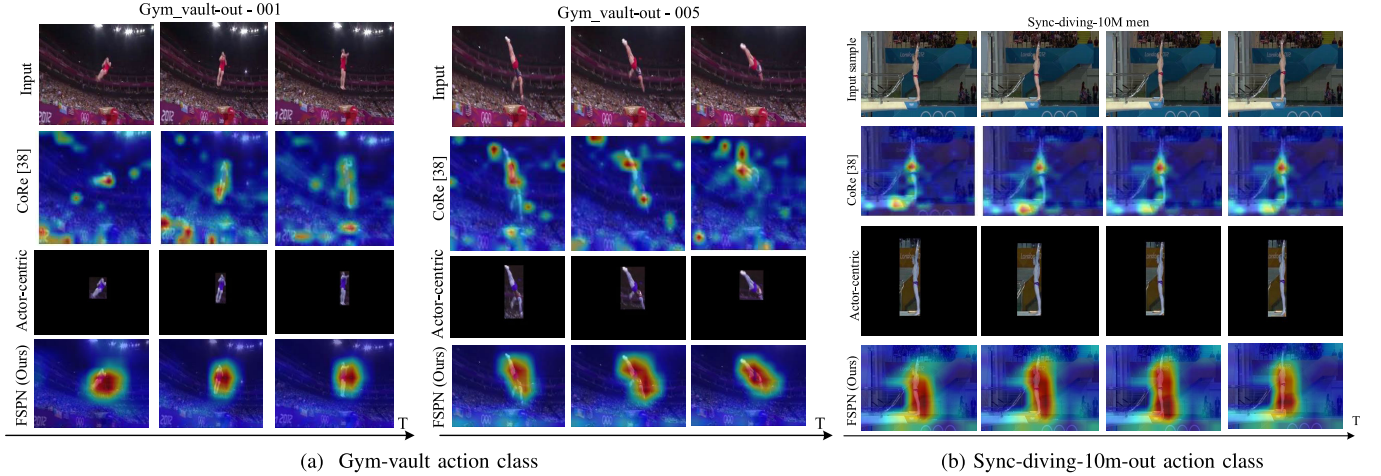 Gym_vault-out - 001
Gym_vault-out - 005
Sync-diving-10M men
Input
CoRe [38]
Actor-centric
FSPN (Ours)
T
Input
CoRe [38]
Actor-centric
FSPN (Ours)
T
Input sample
CoRe [38]
Actor-centric
FSPN (Ours)
T
(a) Gym-vault action class
(b) Sync-diving-10m-out action class